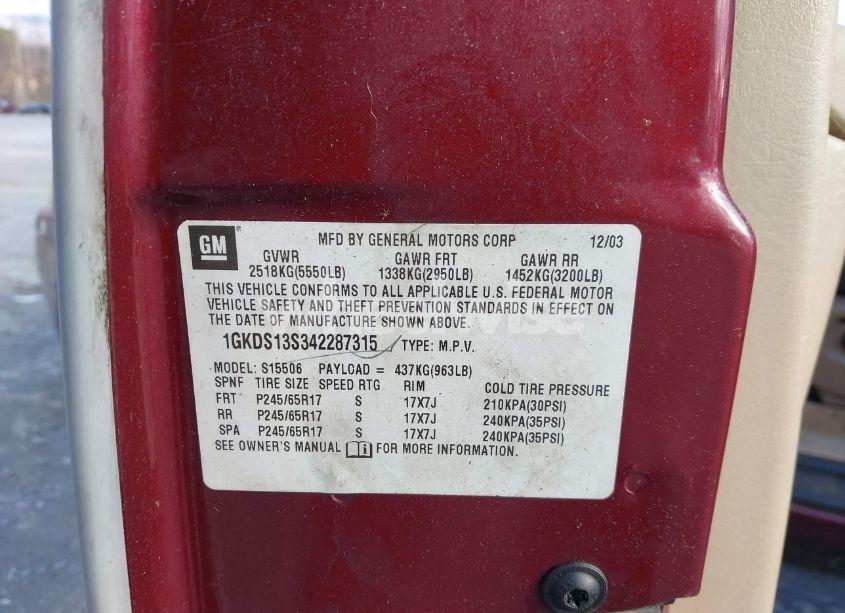 GM
MFD BY GENERAL MOTORS CORP 12/03
GVWR GAWR FRT GAWR RR
2518KG(5550LB) 1338KG(2950LB) 1452KG(3200LB)
THIS VEHICLE CONFORMS TO ALL APPLICABLE U.S. FEDERAL MOTOR
VEHICLE SAFETY AND THEFT PREVENTION STANDARDS IN EFFECT ON
THE DATE OF MANUFACTURE SHOWN ABOVE.
1GKDS13S342287315 TYPE: M.P.V.
MODEL: S15506 PAYLOAD = 437KG(963LB)
SPNF TIRE SIZE SPEED RTG RIM COLD TIRE PRESSURE
FRT P245/65R17 S 17X7J 210KPA(30PSI)
RR P245/65R17 S 17X7J 240KPA(35PSI)
SPA P245/65R17 S 17X7J 240KPA(35PSI)
SEE OWNER'S MANUAL FOR MORE INFORMATION.